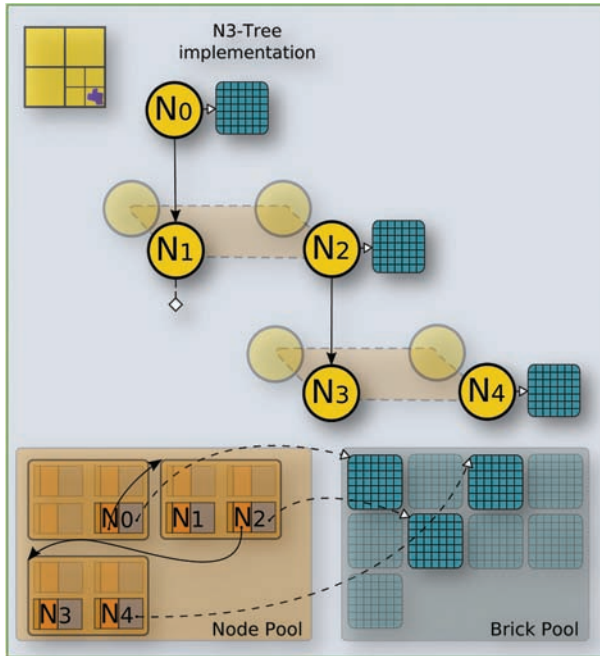 N3-Tree
implementation
N0
N1
N2
N3
N4
N0
N1
N2
N3
N4
Node Pool
Brick Pool